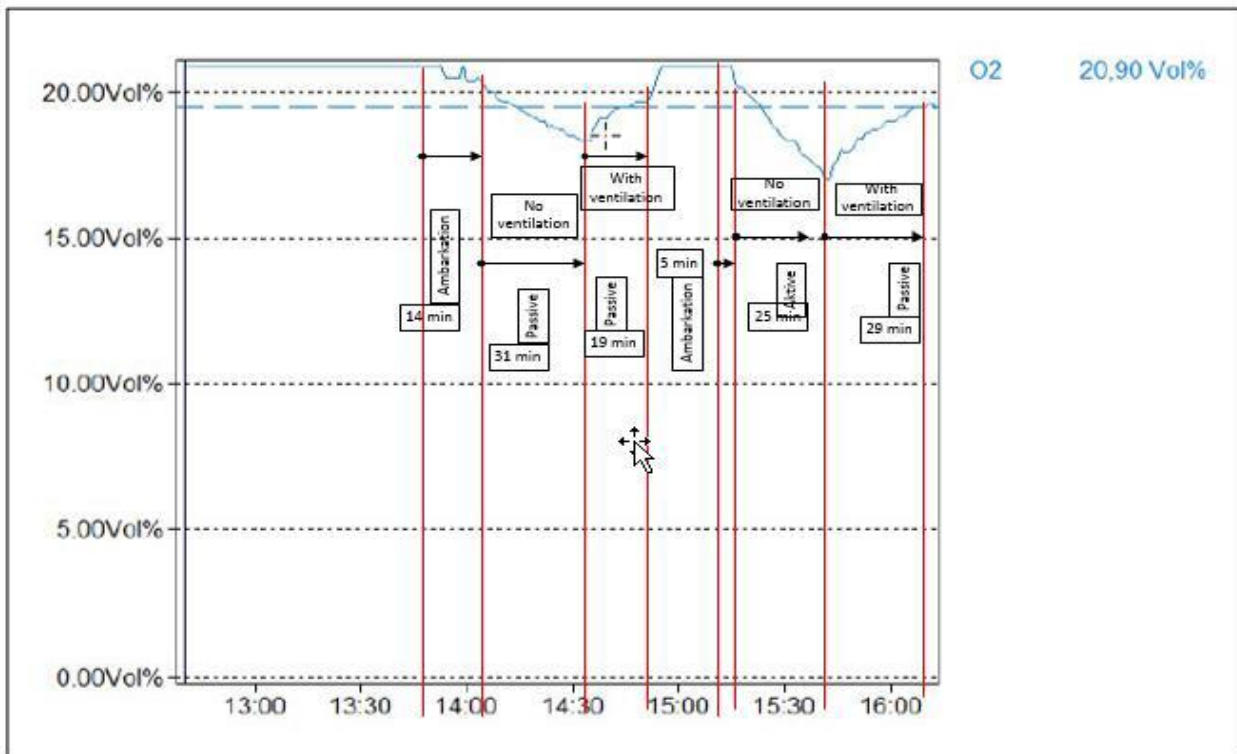 O2 20,90 Vol%
20.00Vol%
15.00Vol%
10.00Vol%
5.00Vol%
0.00Vol%
With
ventilation
No
ventilation
No
ventilation
With
ventilation
Ambarkation
14 min
Passive
31 min
Passive
19 min
5 min
Ambarkation
Aktive
25 min
Passive
29 min
13:00 13:30 14:00 14:30 15:00 15:30 16:00